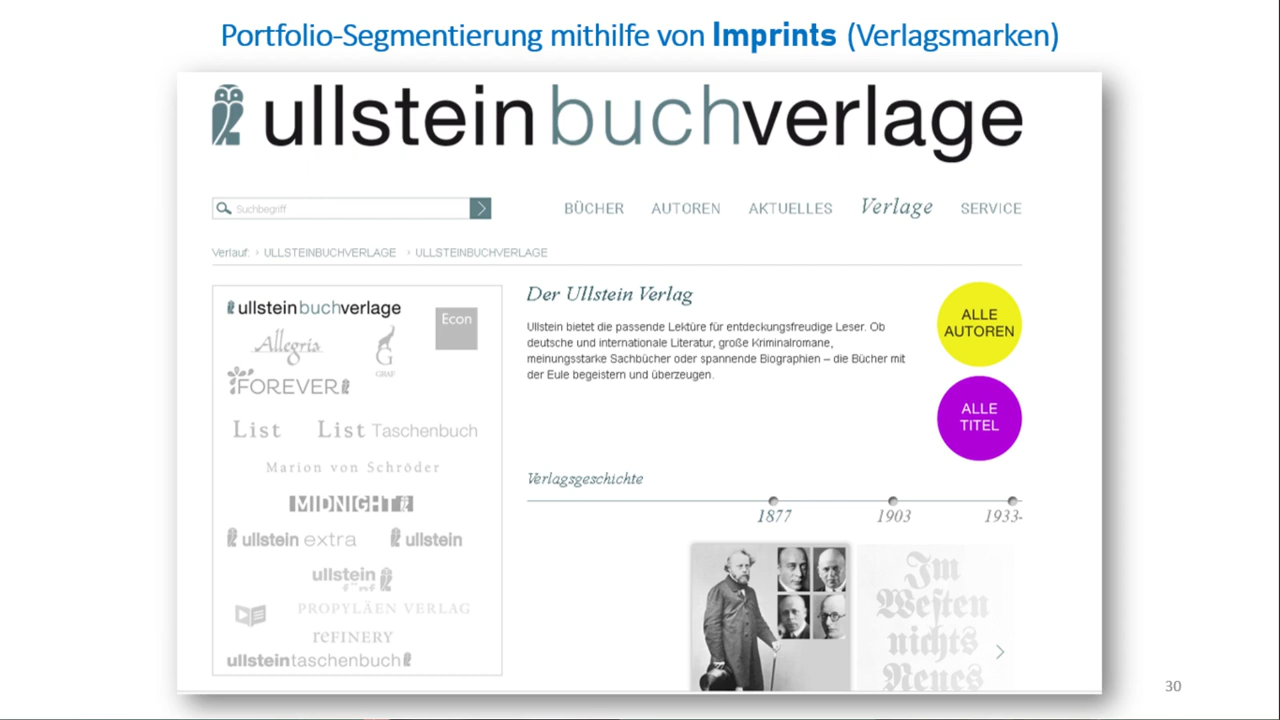 Portfolio-Segmentierung mithilfe von Imprints (Verlagsmarken)
ullstein buchverlage
Suchbegriff
BÜCHER AUTOREN AKTUELLES Verlage SERVICE
Verlauf: › ULLSTEINBUCHVERLAGE › ULLSTEINBUCHVERLAGE
ullstein buchverlage
Econ
Allegria
GRAF
FOREVER
List List Taschenbuch
Marion von Schröder
MIDNIGHT
ullstein extra ullstein
ullstein
PROPYLÄEN VERLAG
reFINERY
ullsteintaschenbuch
Der Ullstein Verlag
Ullstein bietet die passende Lektüre für entdeckungsfreudige Leser. Ob
deutsche und internationale Literatur, große Kriminalromane,
meinungsstarke Sachbücher oder spannende Biographien – die Bücher mit
der Eule begeistern und überzeugen.
ALLE
AUTOREN
ALLE
TITEL
Verlagsgeschichte
1877 1903 1933-
Im
Westen
nichts
Neues
30